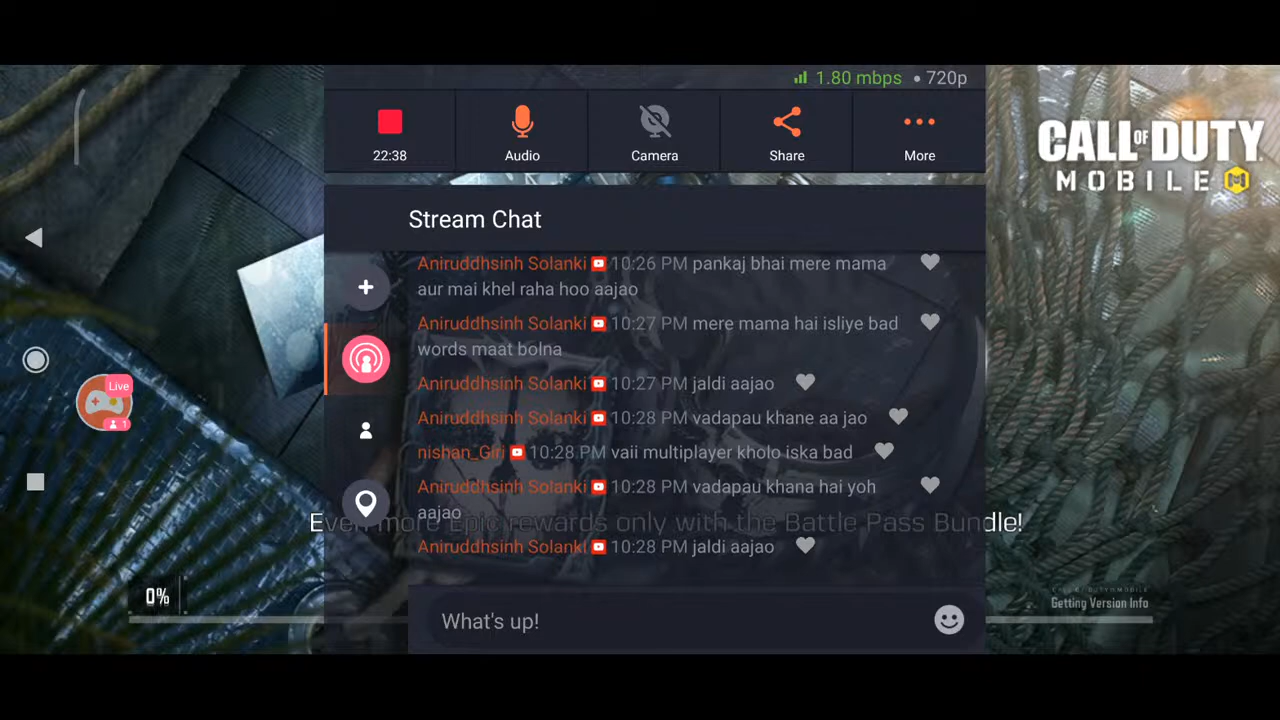 1.80 mbps • 720p
CALL OF DUTY
MOBILE
22:38
Audio
Camera
Share
More
Stream Chat
Aniruddhsinh Solanki 10:26 PM pankaj bhai mere mama
aur mai khel raha hoo aajao
Aniruddhsinh Solanki 10:27 PM mere mama hai isliye bad
words maat bolna
Aniruddhsinh Solanki 10:27 PM jaldi aajao
Live
1
Aniruddhsinh Solanki 10:28 PM vadapau khane aa jao
nishan_Giri 10:28 PM vaii multiplayer kholo iska bad
Aniruddhsinh Solanki 10:28 PM vadapau khana hai yoh
aajao
Even more Epic rewards only with the Battle Pass Bundle!
Aniruddhsinh Solanki 10:28 PM jaldi aajao
0%
CALL OF DUTY MOBILE
Getting Version Info
What's up!